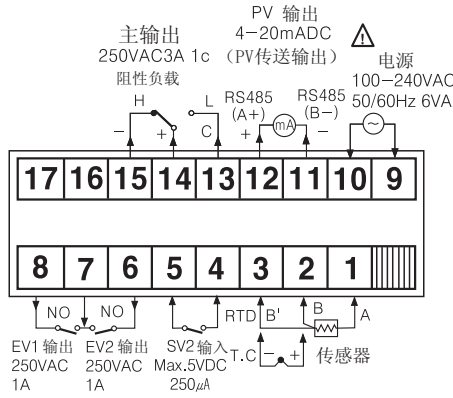 PV 输出
主输出
4-20mADC
250VAC3A 1c
(PV传送输出)
电源
阻性负载
100-240VAC
H
L
RS485
RS485
50/60Hz 6VA
(A+)
(B-)
C
- + + mA - ~
17 16 15 14 13 12 11 10 9
8 7 6 5 4 3 2 1
NO NO
RTD B' B A
EV1 输出
EV2 输出
SV2 输入
T.C - +
传感器
250VAC
250VAC
Max.5VDC
1A
1A
250μA